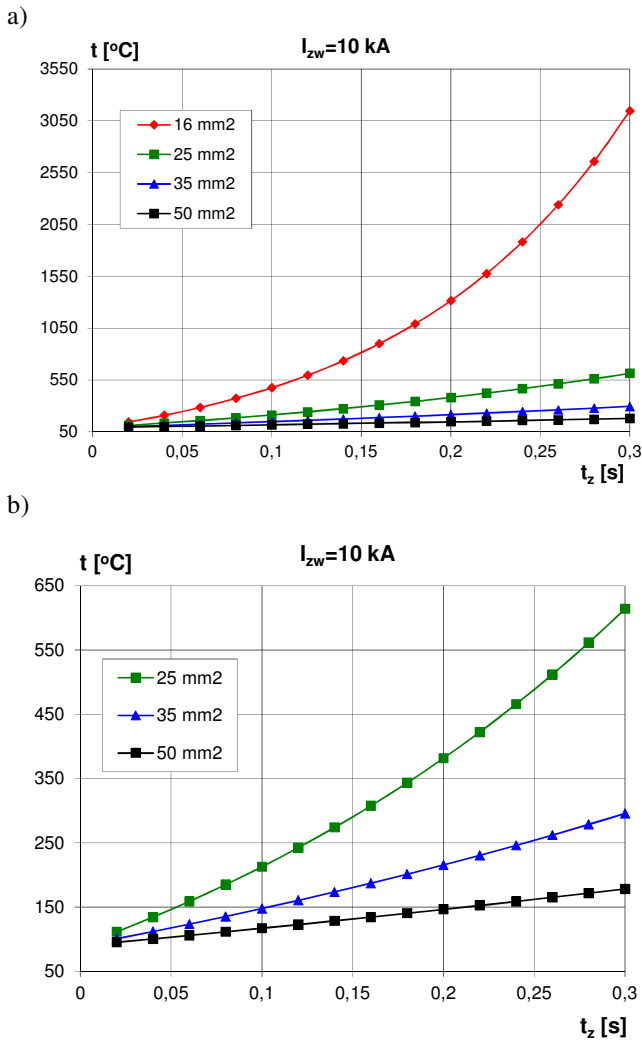 a)
t [°C]
I_zw=10 kA
3550
3050
2550
2050
1550
1050
550
50
16 mm2
25 mm2
35 mm2
50 mm2
0 0,05 0,1 0,15 0,2 0,25 0,3
t_z [s]
b)
t [°C]
I_zw=10 kA
650
550
450
350
250
150
50
25 mm2
35 mm2
50 mm2
0 0,05 0,1 0,15 0,2 0,25 0,3
t_z [s]